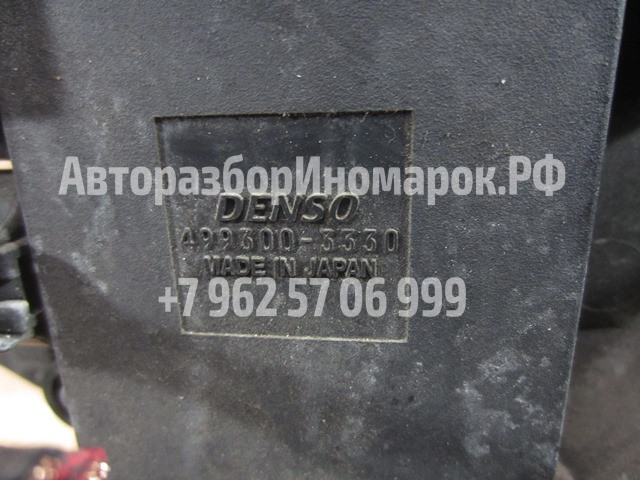 АвторазборИномарок.РФ
DENSO
499300-3330
MADE IN JAPAN
+7 962 57 06 999